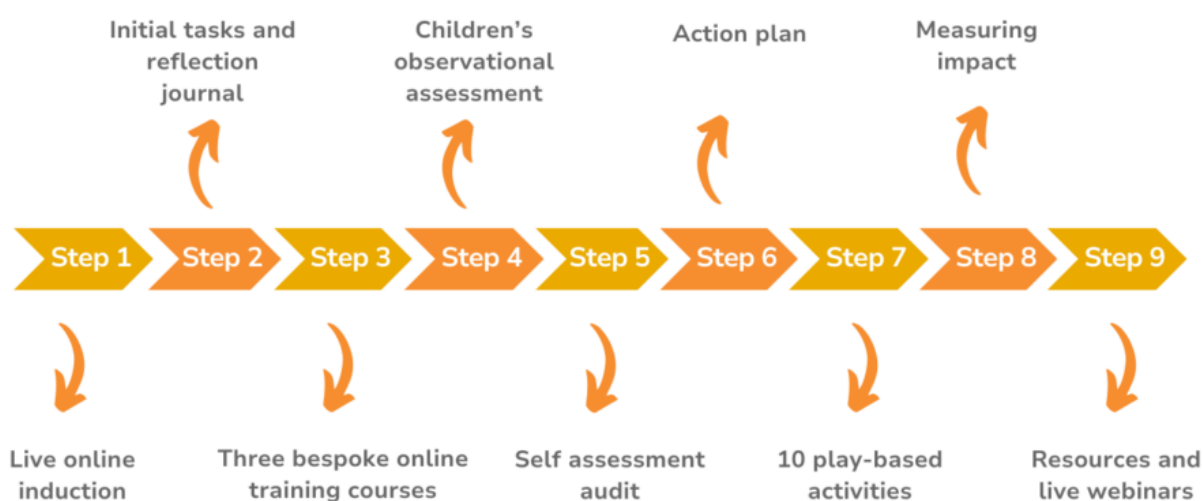 Initial tasks and
reflection
journal
Children's
observational
assessment
Action plan
Measuring
impact
Step 1
Step 2
Step 3
Step 4
Step 5
Step 6
Step 7
Step 8
Step 9
Live online
induction
Three bespoke online
training courses
Self assessment
audit
10 play-based
activities
Resources and
live webinars